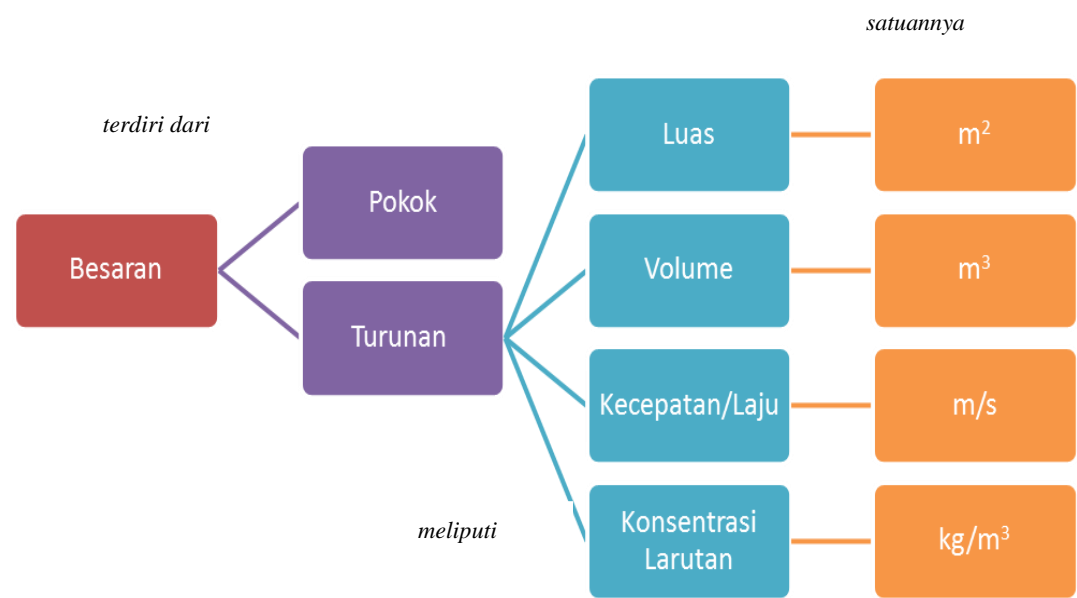 satuannya
terdiri dari
Besaran
Pokok
Turunan
meliputi
Luas
m²
Volume
m³
Kecepatan/Laju
m/s
Konsentrasi
Larutan
kg/m³